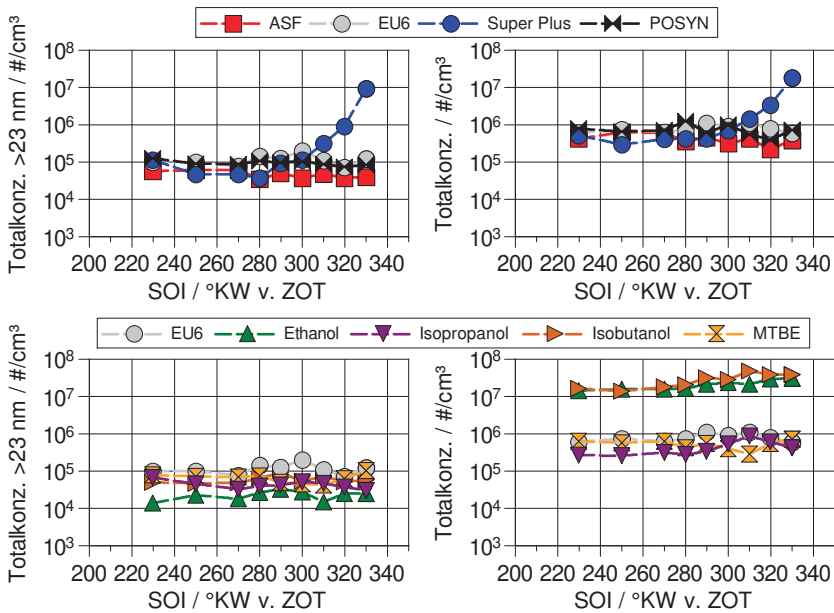 ASF EU6 Super Plus POSYN
Totalkonz. >23 nm / #/cm³
10⁸
10⁷
10⁶
10⁵
10⁴
10³
200 220 240 260 280 300 320 340
SOI / °KW v. ZOT
Totalkonz. / #/cm³
10⁸
10⁷
10⁶
10⁵
10⁴
10³
200 220 240 260 280 300 320 340
SOI / °KW v. ZOT
EU6 Ethanol Isopropanol Isobutanol MTBE
Totalkonz. >23 nm / #/cm³
10⁸
10⁷
10⁶
10⁵
10⁴
10³
200 220 240 260 280 300 320 340
SOI / °KW v. ZOT
Totalkonz. / #/cm³
10⁸
10⁷
10⁶
10⁵
10⁴
10³
200 220 240 260 280 300 320 340
SOI / °KW v. ZOT